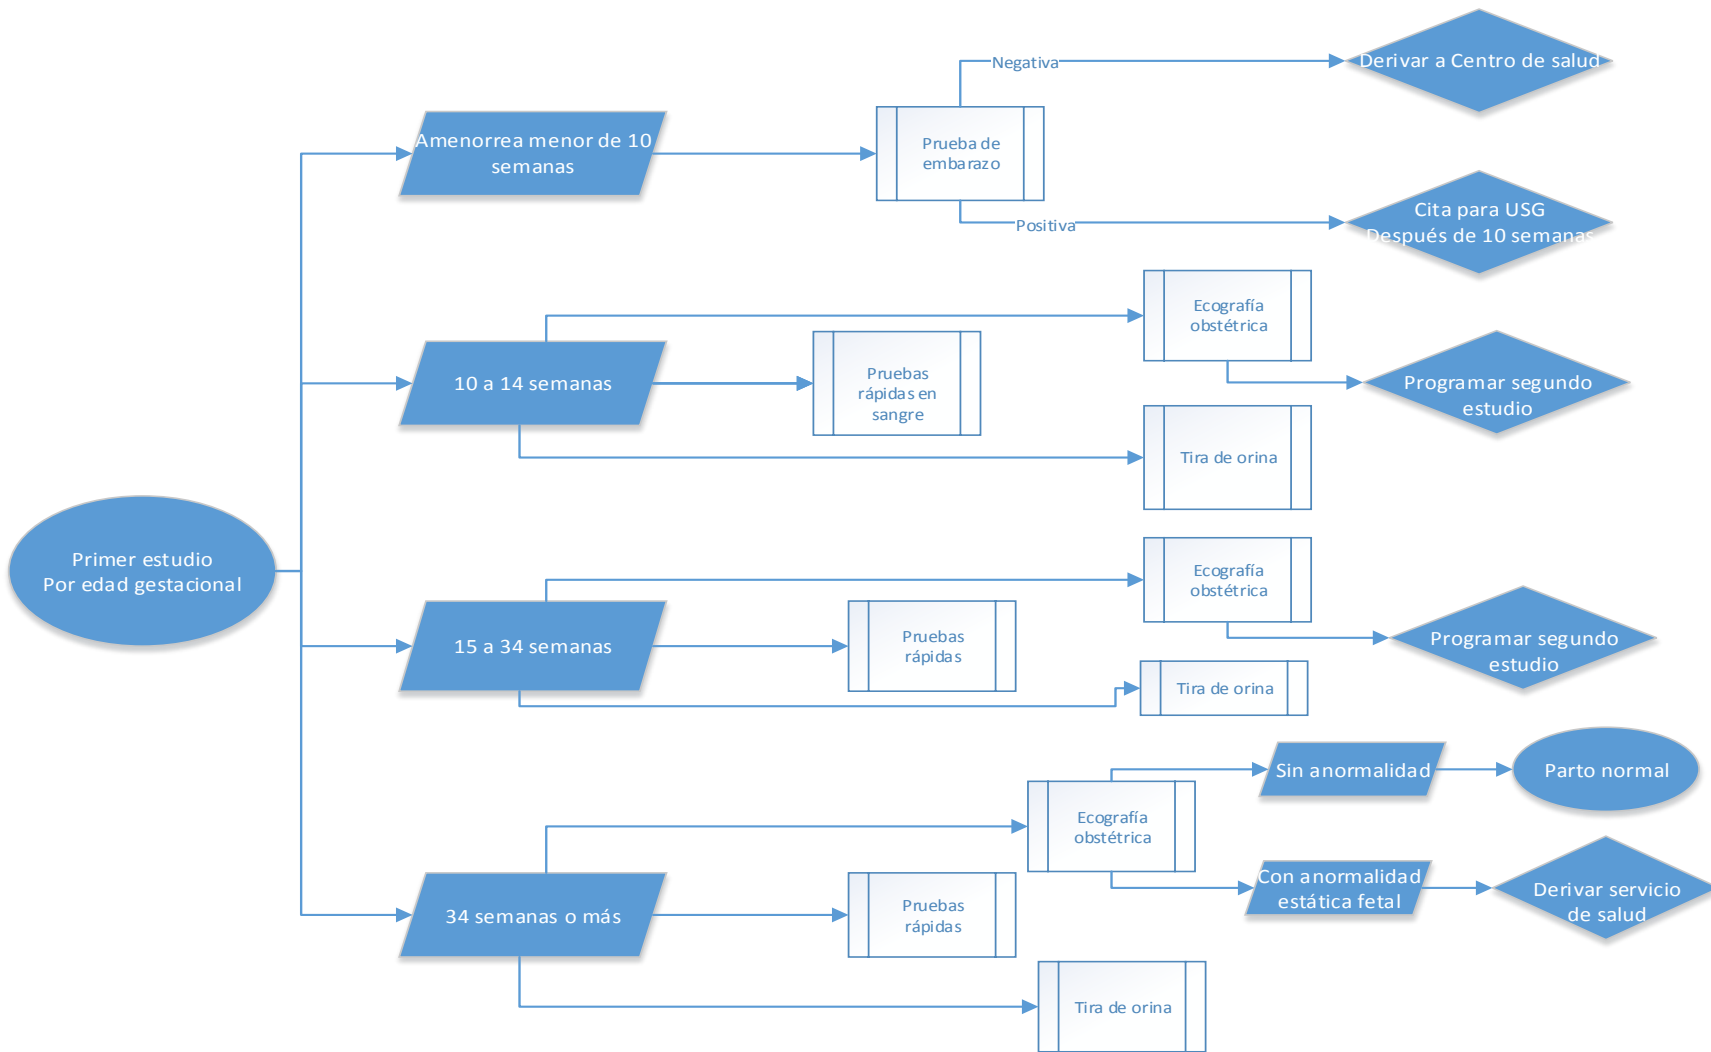 Primer estudio
Por edad gestacional
Amenorrea menor de 10
semanas
Prueba de
embarazo
Negativa
Derivar a Centro de salud
Positiva
Cita para USG
Después de 10 semanas
10 a 14 semanas
Ecografía
obstétrica
Pruebas
rápidas en
sangre
Programar segundo
estudio
Tira de orina
15 a 34 semanas
Ecografía
obstétrica
Pruebas
rápidas
Programar segundo
estudio
Tira de orina
34 semanas o más
Ecografía
obstétrica
Sin anormalidad
Parto normal
Con anormalidad
estática fetal
Derivar servicio
de salud
Pruebas
rápidas
Tira de orina